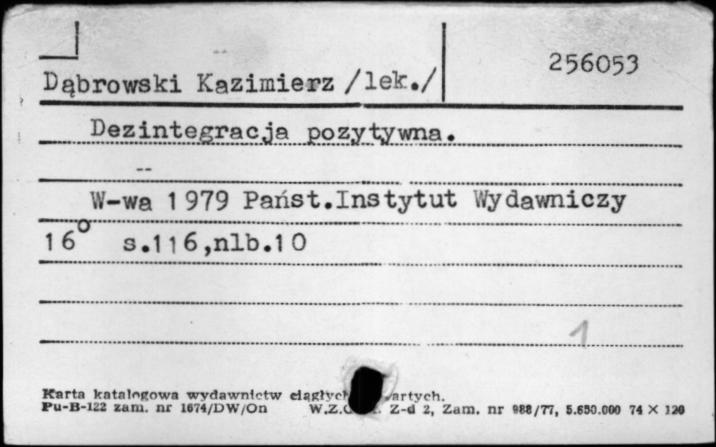 256053
Dąbrowski Kazimierz /lek./
Dezintegracja pozytywna.
--
W-wa 1979 Państ.Instytut Wydawniczy
16° s.116,nlb.10
1
Karta katalogowa wydawnictw ciągłych artych.
Pu-B-122 zam. nr 1674/DW/On W.Z.G. Z-d 2, Zam. nr 988/77, 5.650.000 74 × 120